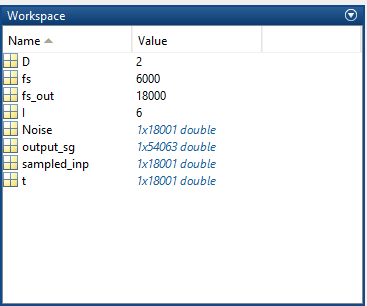 Workspace
Name Value
D 2
fs 6000
fs_out 18000
I 6
Noise 1x18001 double
output_sg 1x54063 double
sampled_inp 1x18001 double
t 1x18001 double